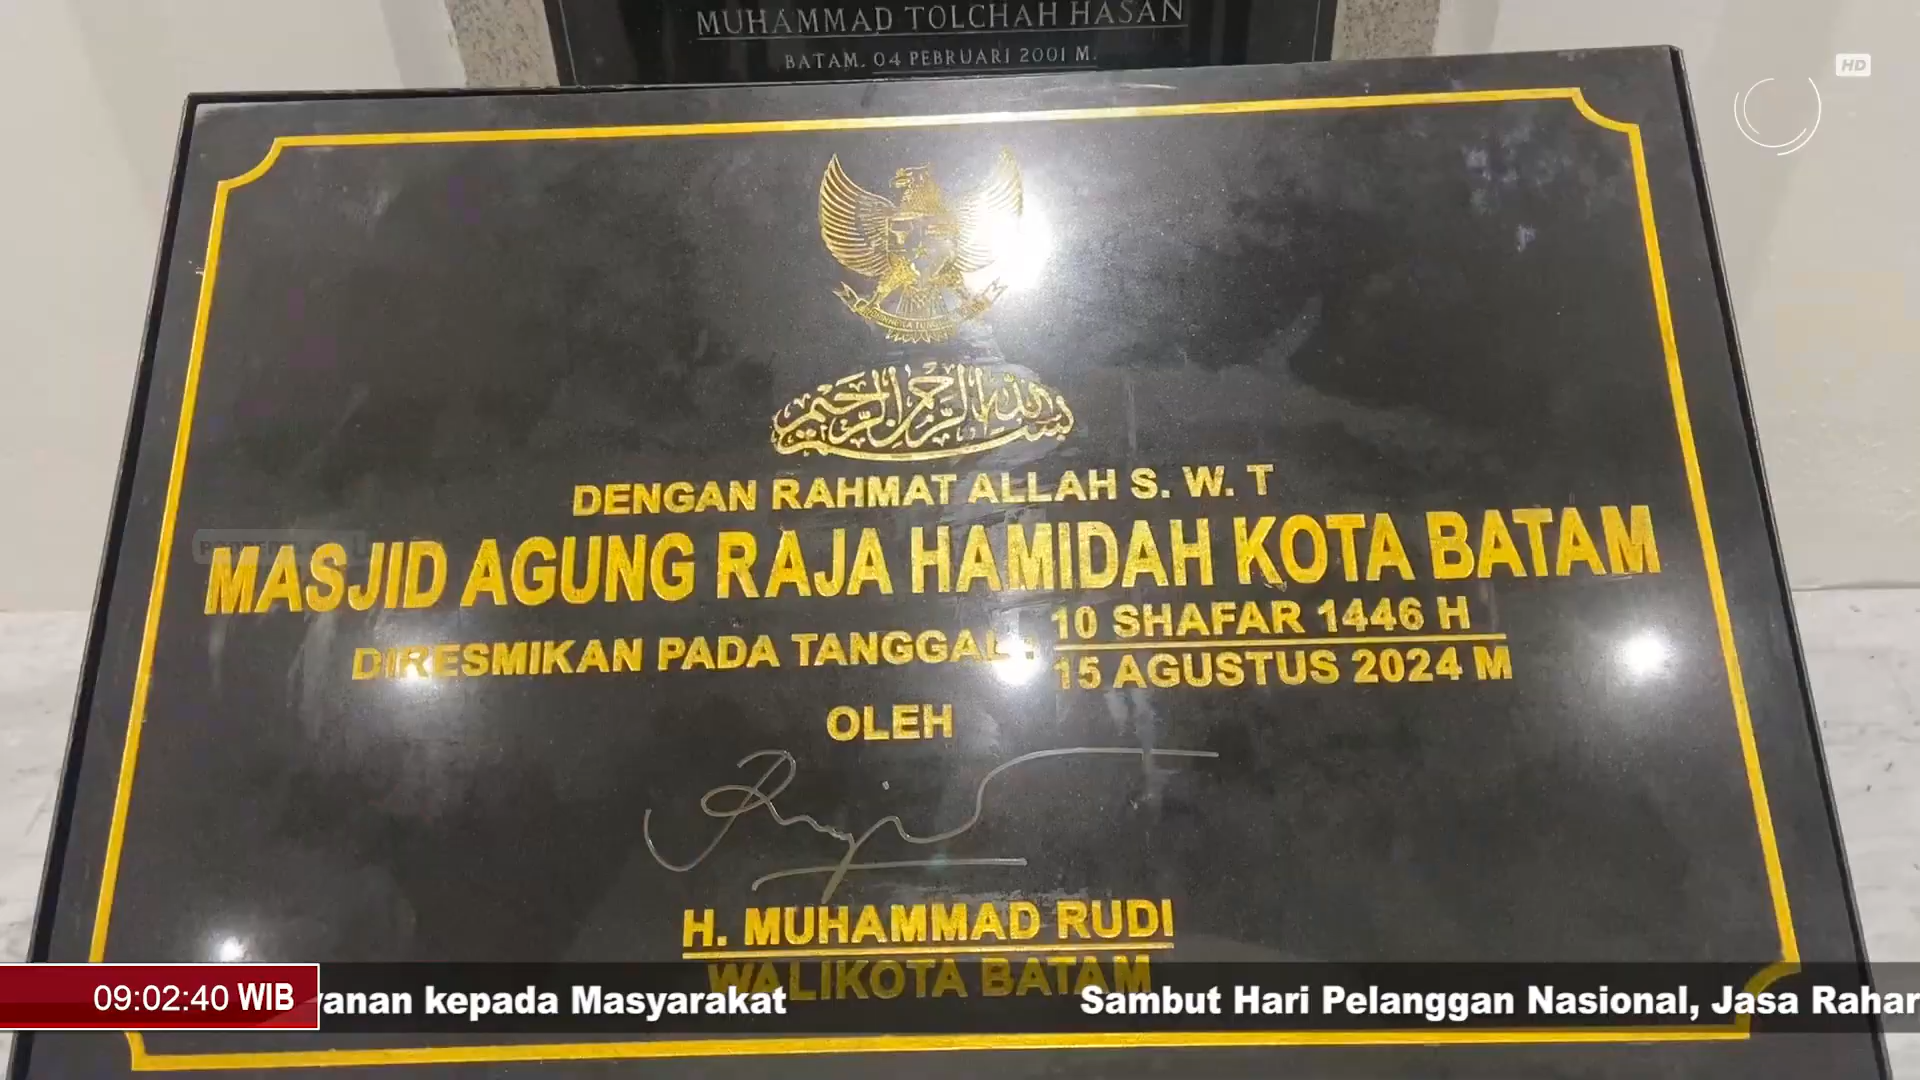 MUHAMMAD TOLCHAH HASAN
BATAM, 04 PEBRUARI 2001 M.
HD
بسم الله الرحمن الرحيم
DENGAN RAHMAT ALLAH S. W. T
MASJID AGUNG RAJA HAMIDAH KOTA BATAM
DIRESMIKAN PADA TANGGAL : 10 SHAFAR 1446 H
15 AGUSTUS 2024 M
OLEH
H. MUHAMMAD RUDI
WALIKOTA BATAM
09:02:40 WIB
yanan kepada Masyarakat Sambut Hari Pelanggan Nasional, Jasa Rahar